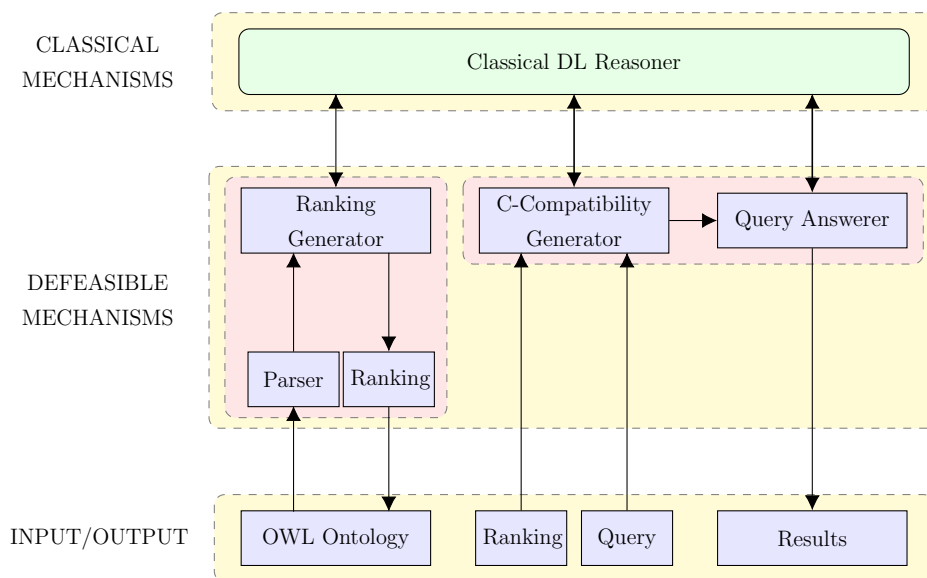 CLASSICAL
MECHANISMS
Classical DL Reasoner
DEFEASIBLE
MECHANISMS
Ranking
Generator
C-Compatibility
Generator
Query Answerer
Parser
Ranking
INPUT/OUTPUT
OWL Ontology
Ranking
Query
Results